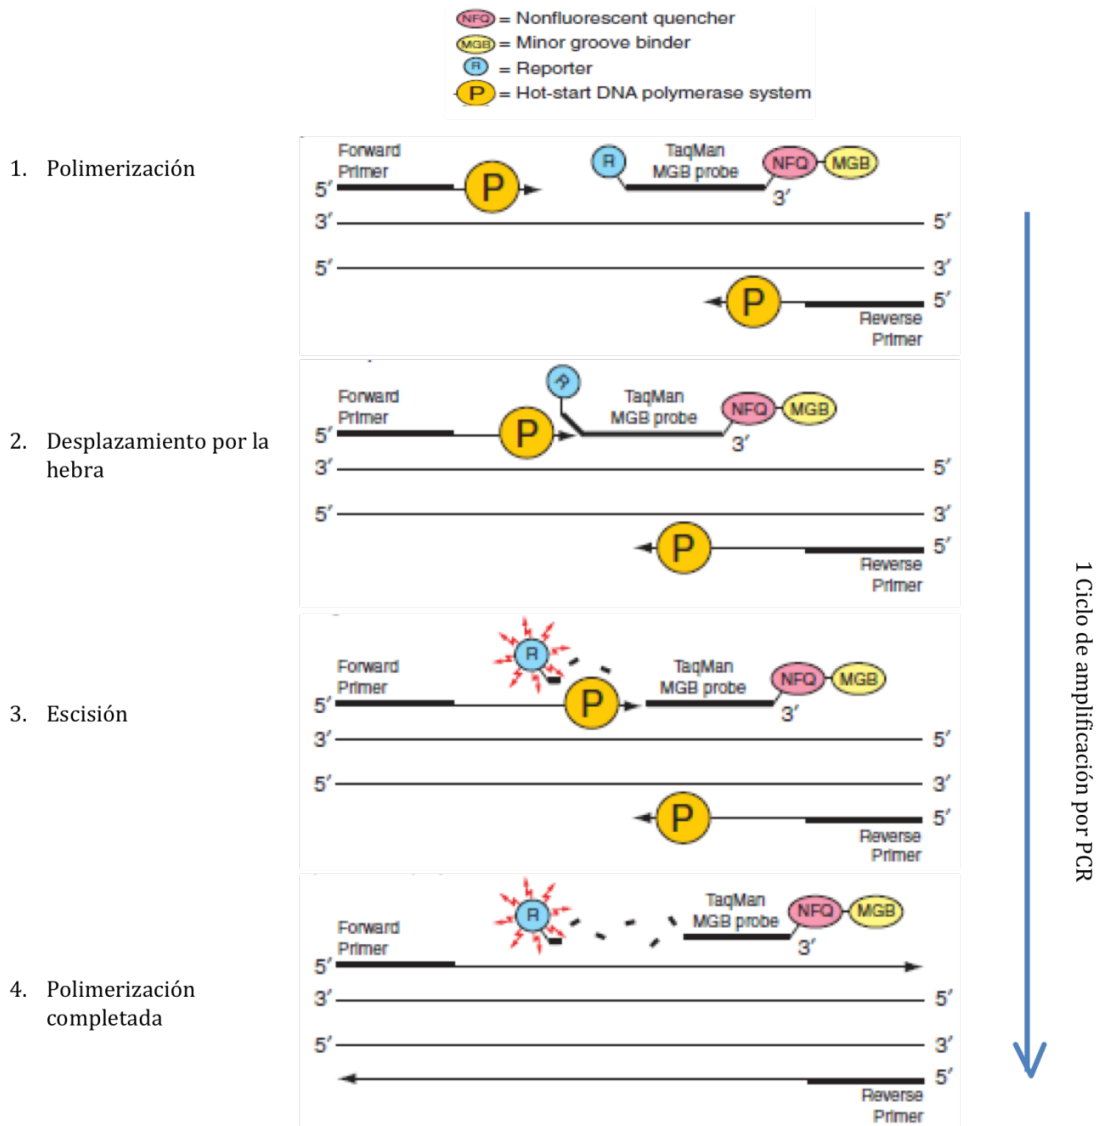 NFQ = Nonfluorescent quencher
MGB = Minor groove binder
R = Reporter
P = Hot-start DNA polymerase system
1. Polimerización
Forward
Primer
P
R
TaqMan
MGB probe
NFQ
MGB
5′
3′
3′
5′
5′
3′
P
5′
Reverse
Primer
2. Desplazamiento por la
hebra
Forward
Primer
P
R
TaqMan
MGB probe
NFQ
MGB
5′
3′
3′
5′
5′
3′
P
5′
Reverse
Primer
3. Escisión
Forward
Primer
R
P
TaqMan
MGB probe
NFQ
MGB
5′
3′
3′
5′
5′
3′
P
5′
Reverse
Primer
4. Polimerización
completada
Forward
Primer
R
TaqMan
MGB probe
NFQ
MGB
3′
5′
3′
5′
5′
3′
5′
Reverse
Primer
1 Ciclo de amplificación por PCR